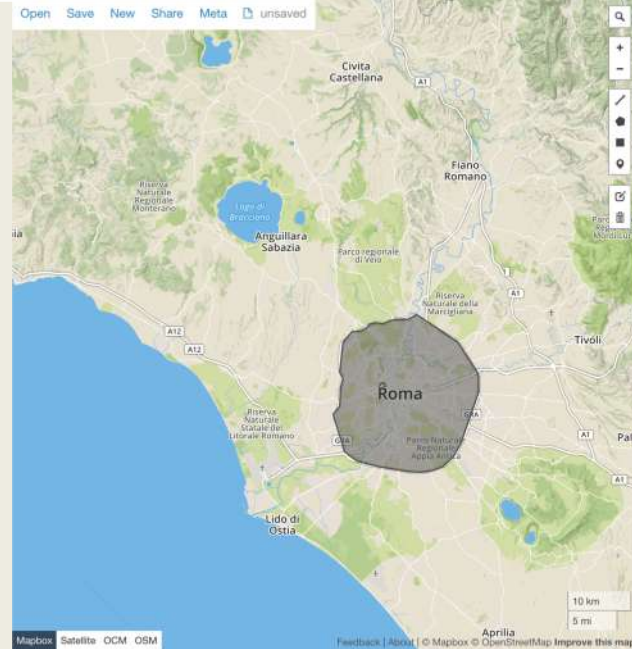 Open Save New Share Meta unsaved
Civita
Castellana
A1
Fiano
Romano
Riserva
Naturale
Regionale
Monterano
Lago di
Bracciano
Anguillara
Sabazia
Parco regionale
di Veio
Riserva
Naturale della
Marcigliana
A1
A12
A12
Tivoli
Roma
Riserva
Naturale
Statale del
Litorale Romano
GRA
GRA
Parco Naturale
Regionale
Appia Antica
A1
A1
Lido di
Ostia
Aprilia
10 km
5 mi
Mapbox Satellite OCM OSM
Feedback | About | © Mapbox © OpenStreetMap Improve this map